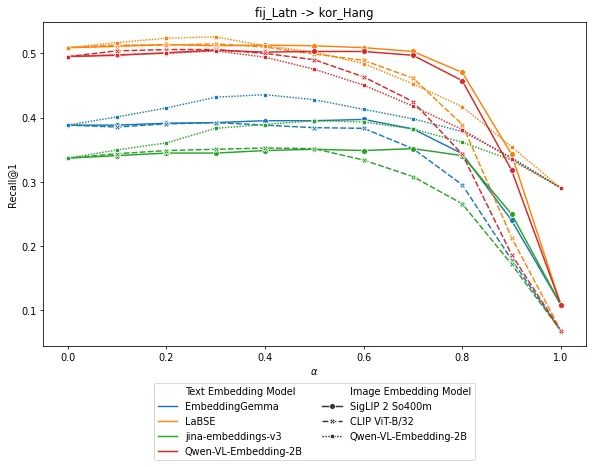 fij_Latn -> kor_Hang
Recall@1
0.5
0.4
0.3
0.2
0.1
0.0
0.2
0.4
0.6
0.8
1.0
α
Text Embedding Model
EmbeddingGemma
LaBSE
jina-embeddings-v3
Qwen-VL-Embedding-2B
Image Embedding Model
SigLIP 2 So400m
CLIP ViT-B/32
Qwen-VL-Embedding-2B